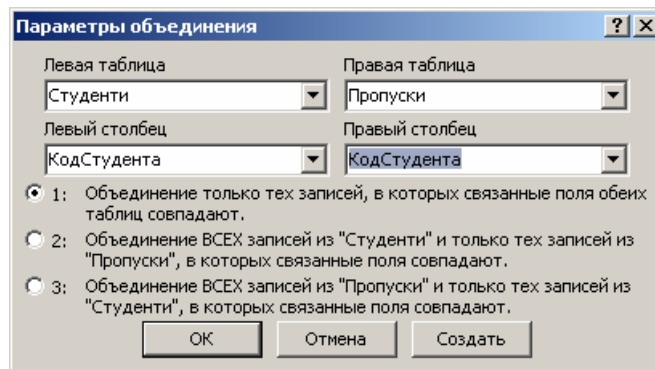 Параметры объединения
Левая таблица Правая таблица
Студенти Пропуски
Левый столбец Правый столбец
КодСтудента КодСтудента
1: Объединение только тех записей, в которых связанные поля обеих
таблиц совпадают.
2: Объединение ВСЕХ записей из "Студенти" и только тех записей из
"Пропуски", в которых связанные поля совпадают.
3: Объединение ВСЕХ записей из "Пропуски" и только тех записей из
"Студенти", в которых связанные поля совпадают.
ОК Отмена Создать